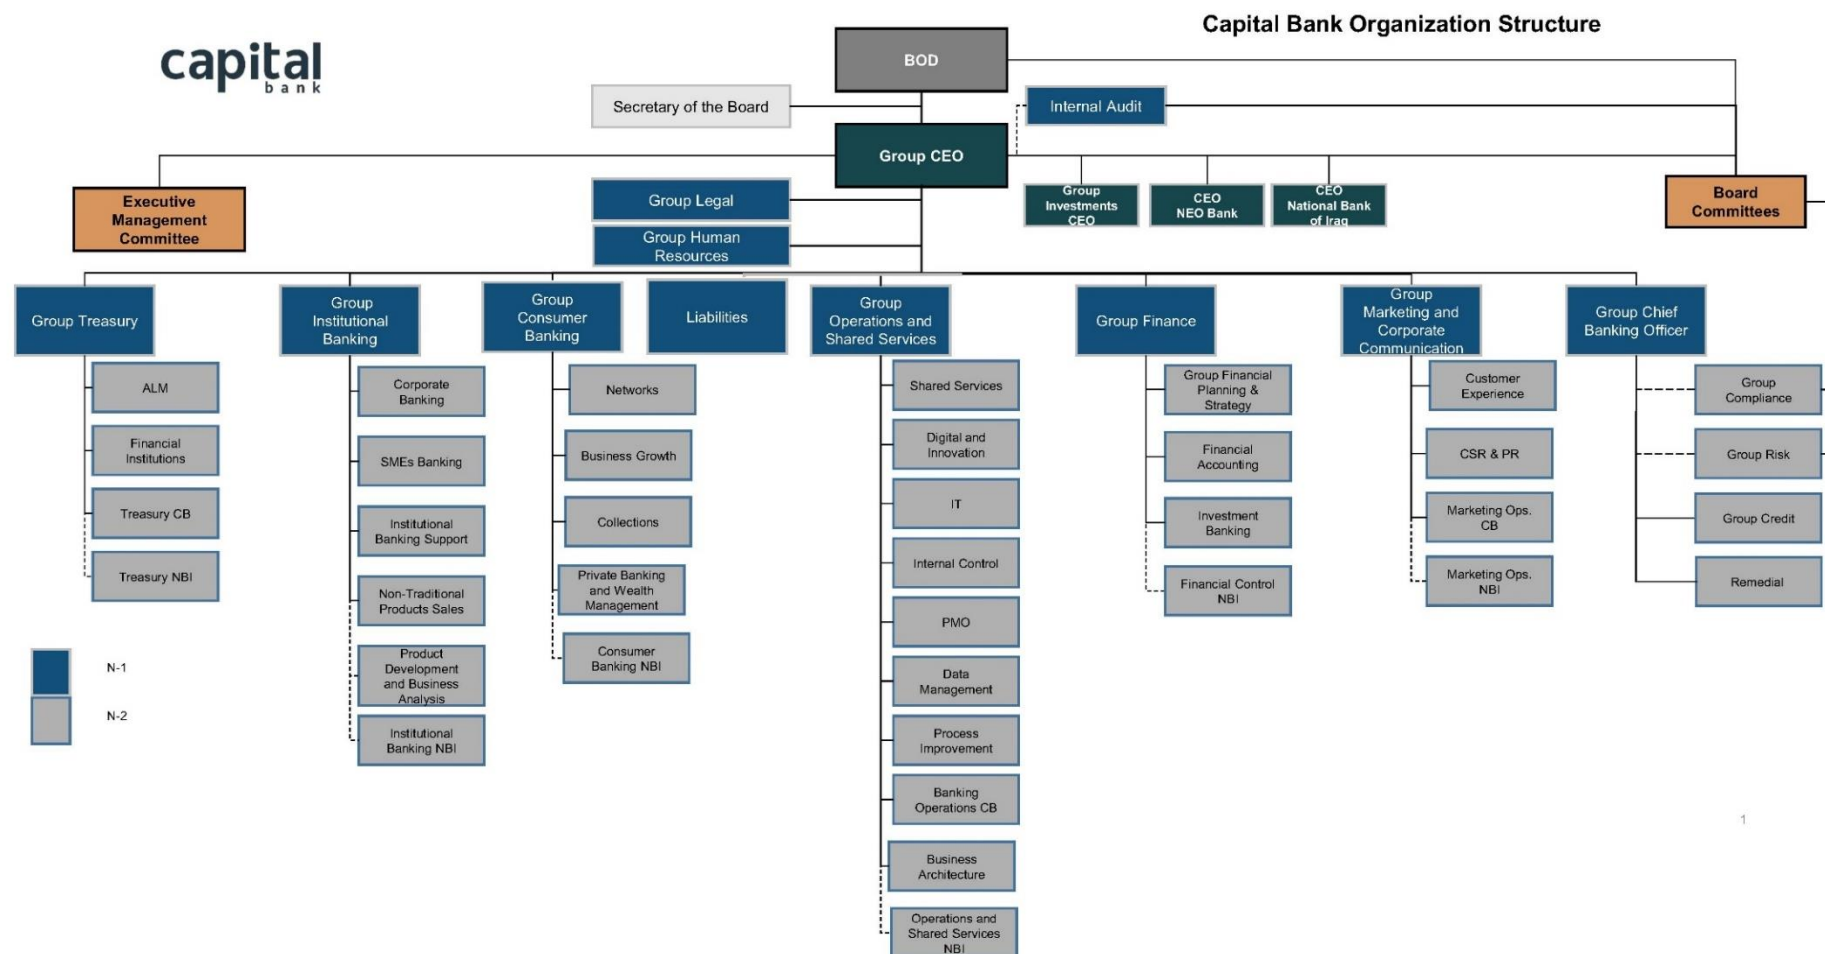 Capital Bank Organization Structure
capital
bank
BOD
Secretary of the Board
Internal Audit
Group CEO
Executive
Management
Committee
Group Legal
Group Human
Resources
Group
Investments
CEO
CEO
NEO Bank
CEO
National Bank
of Iraq
Board
Committees
Group Treasury
Group
Institutional
Banking
Group
Consumer
Banking
Liabilities
Group
Operations and
Shared Services
Group Finance
Group
Marketing and
Corporate
Communication
Group Chief
Banking Officer
ALM
Financial
Institutions
Treasury CB
Treasury NBI
Corporate
Banking
SMEs Banking
Institutional
Banking Support
Non-Traditional
Products Sales
Product
Development
and Business
Analysis
Institutional
Banking NBI
Networks
Business Growth
Collections
Private Banking
and Wealth
Management
Consumer
Banking NBI
Shared Services
Digital and
Innovation
IT
Internal Control
PMO
Data
Management
Process
Improvement
Banking
Operations CB
Business
Architecture
Operations and
Shared Services
NBI
Group Financial
Planning &
Strategy
Financial
Accounting
Investment
Banking
Financial Control
NBI
Customer
Experience
CSR & PR
Marketing Ops.
CB
Marketing Ops.
NBI
Group
Compliance
Group Risk
Group Credit
Remedial
N-1
N-2
1